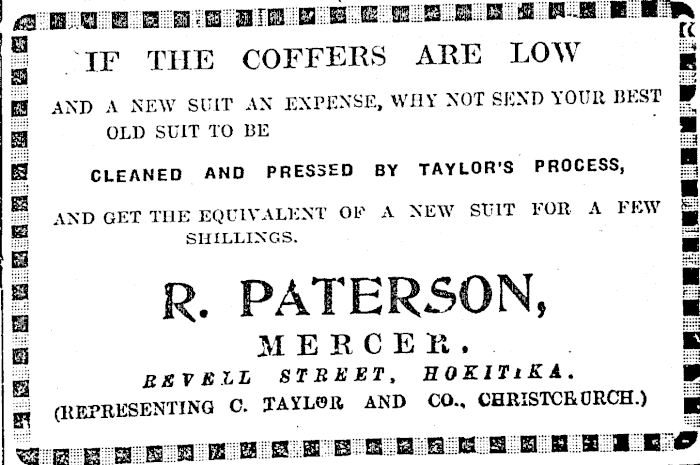 IF THE COFFERS ARE LOW
AND A NEW SUIT AN EXPENSE, WHY NOT SEND YOUR BEST
OLD SUIT TO BE
CLEANED AND PRESSED BY TAYLOR'S PROCESS,
AND GET THE EQUIVALENT OF A NEW SUIT FOR A FEW
SHILLINGS.
R. PATERSON,
MERCER.
REVELL STREET, HOKITIKA.
(REPRESENTING C. TAYLOR AND CO., CHRISTCHURCH.)